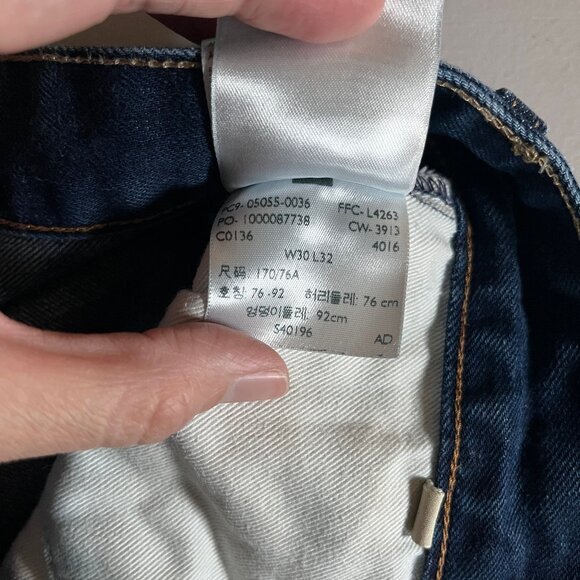 PC9- 05055-0036 FFC- L4263
PO- 1000087738 CW- 3913
C0136 4016
W30 L32
尺码: 170/76A
호칭: 76 -92 허리둘레: 76 cm
엉덩이둘레: 92cm
S40196 AD